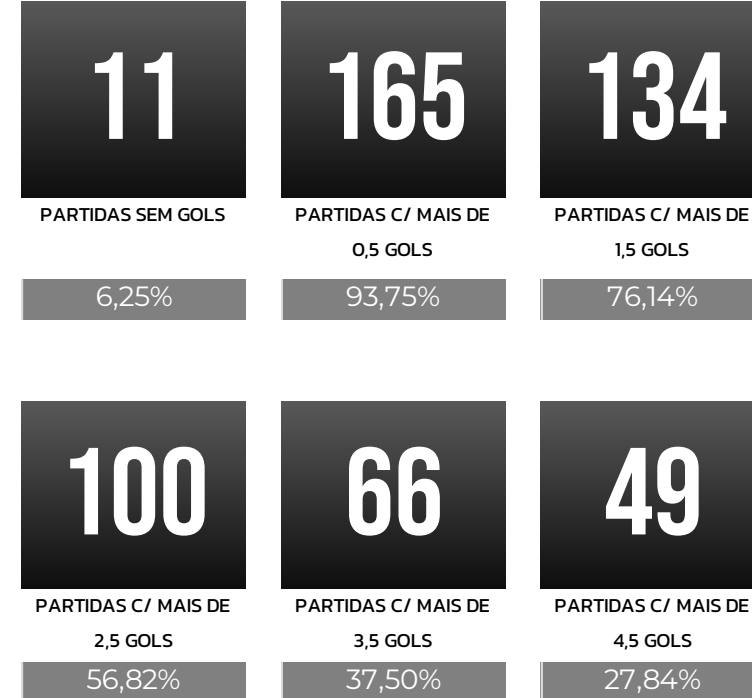 11
PARTIDAS SEM GOLS
6,25%
165
PARTIDAS C/ MAIS DE
0,5 GOLS
93,75%
134
PARTIDAS C/ MAIS DE
1,5 GOLS
76,14%
100
PARTIDAS C/ MAIS DE
2,5 GOLS
56,82%
66
PARTIDAS C/ MAIS DE
3,5 GOLS
37,50%
49
PARTIDAS C/ MAIS DE
4,5 GOLS
27,84%